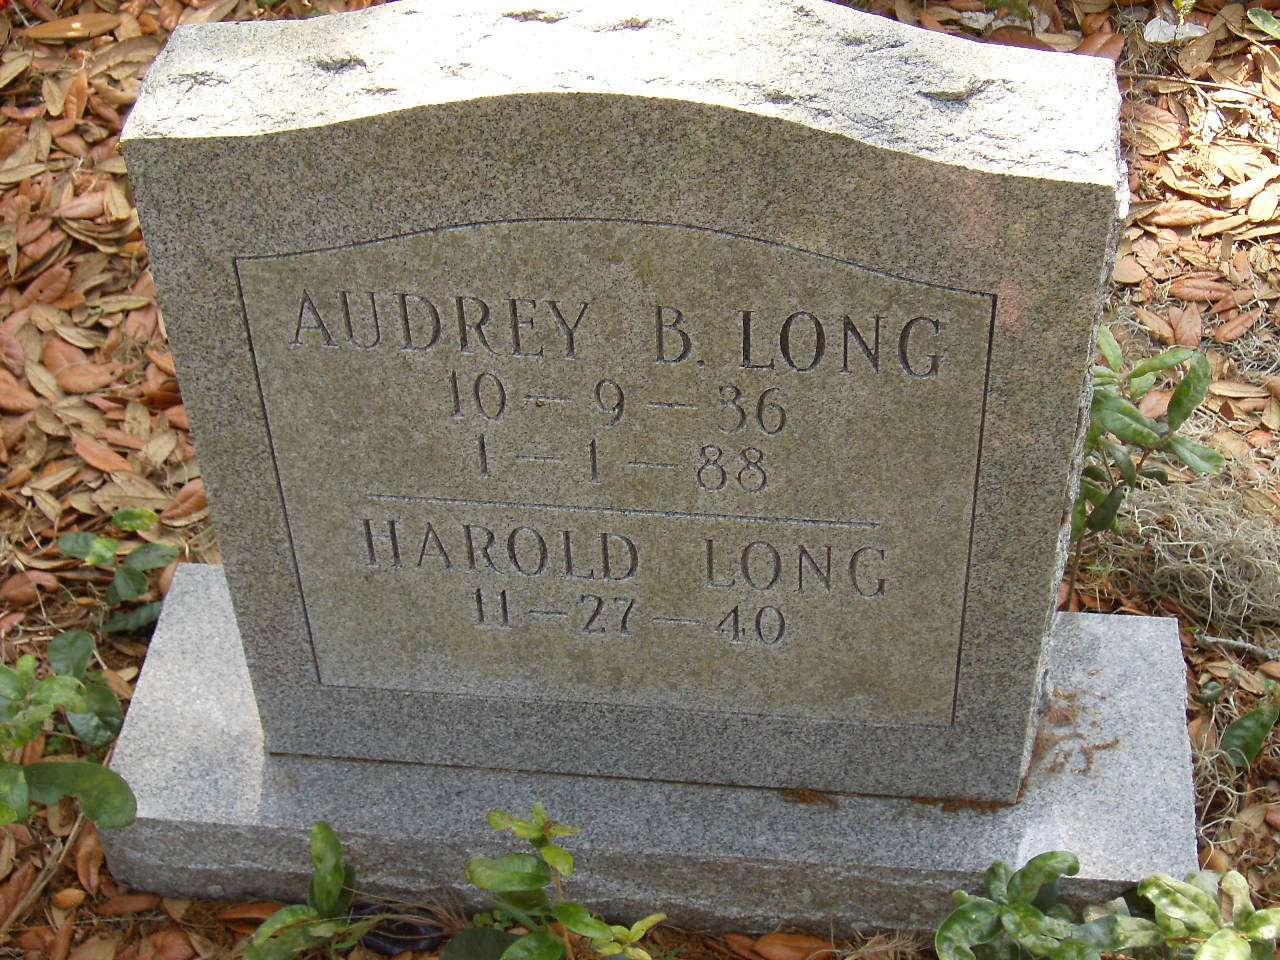 AUDREY B. LONG
10 — 9 — 36
1 — 1 — 88
HAROLD LONG
11 — 27 — 40